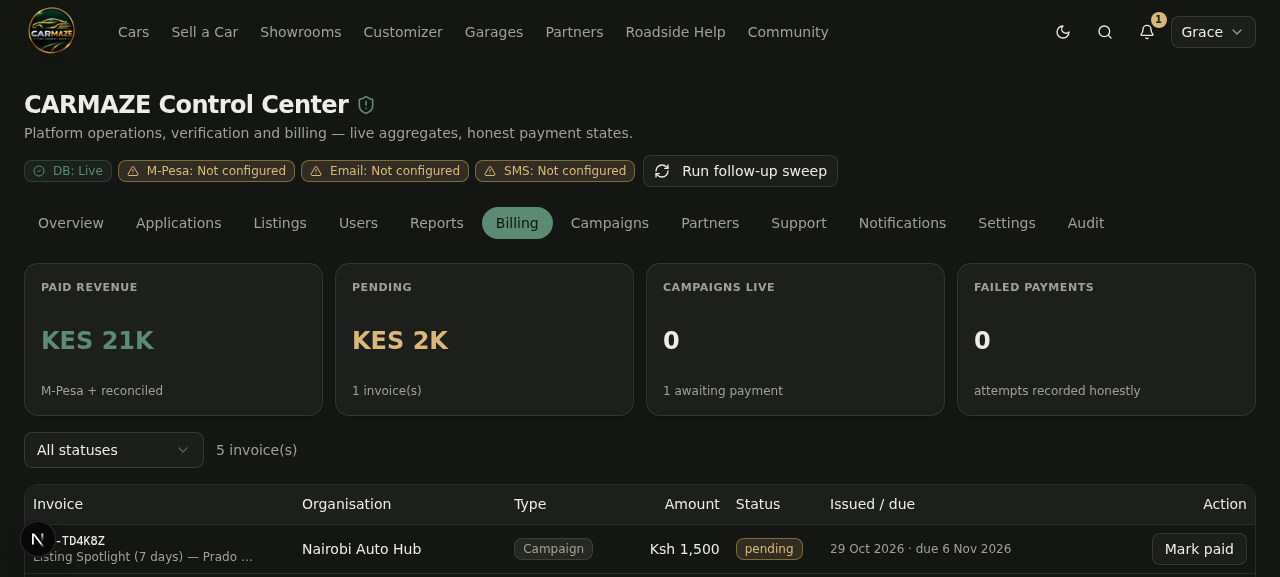 CARMAZE
Cars
Sell a Car
Showrooms
Customizer
Garages
Partners
Roadside Help
Community
1
Grace
CARMAZE Control Center
Platform operations, verification and billing — live aggregates, honest payment states.
DB: Live
M-Pesa: Not configured
Email: Not configured
SMS: Not configured
Run follow-up sweep
Overview
Applications
Listings
Users
Reports
Billing
Campaigns
Partners
Support
Notifications
Settings
Audit
PAID REVENUE
KES 21K
M-Pesa + reconciled
PENDING
KES 2K
1 invoice(s)
CAMPAIGNS LIVE
0
1 awaiting payment
FAILED PAYMENTS
0
attempts recorded honestly
All statuses
5 invoice(s)
Invoice
Organisation
Type
Amount
Status
Issued / due
Action
N
-TD4K8Z
Listing Spotlight (7 days) — Prado ...
Nairobi Auto Hub
Campaign
Ksh 1,500
pending
29 Oct 2026 · due 6 Nov 2026
Mark paid